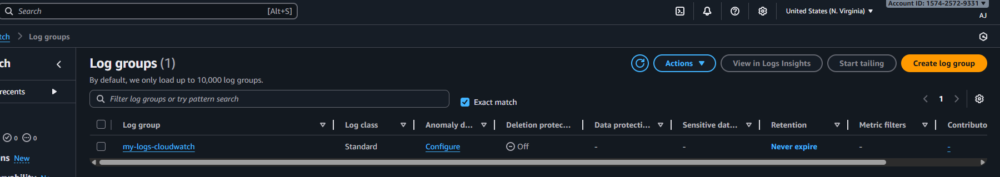 Search [Alt+S] United States (N. Virginia) Account ID: 1574-2572-9331
AJ
tch Log groups
ch Log groups (1) Actions View in Logs Insights Start tailing Create log group
By default, we only load up to 10,000 log groups.
recents Filter log groups or try pattern search Exact match 1
Log group Log class Anomaly d... Deletion protec... Data protecti... Sensitive dat... Retention Metric filters Contributo
0 0
my-logs-cloudwatch Standard Configure Off - - Never expire - -
ns New